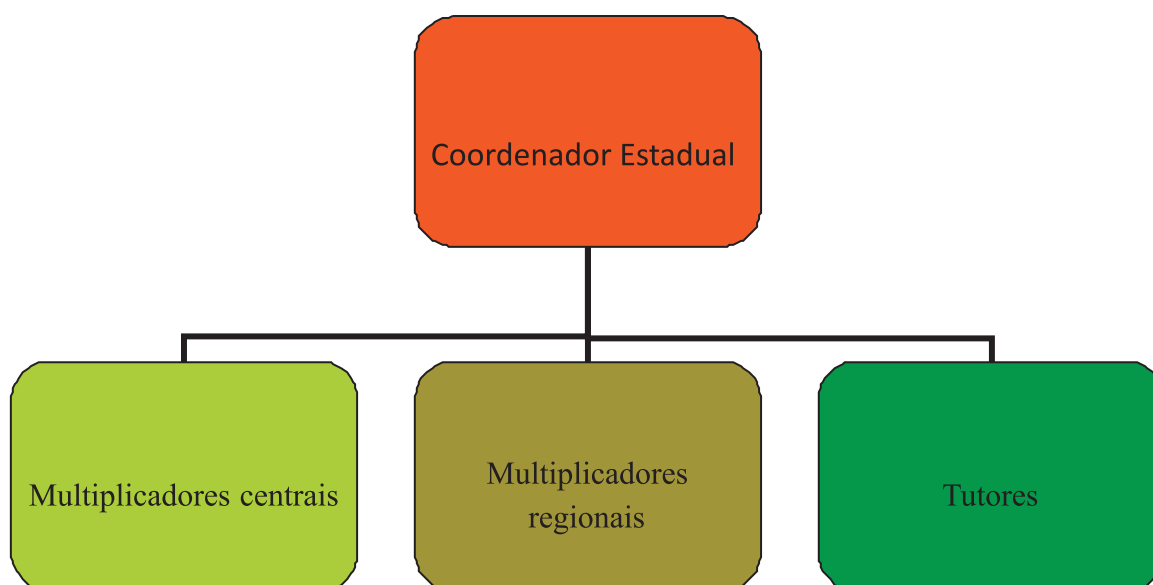 Coordenador Estadual
Multiplicadores centrais
Multiplicadores
regionais
Tutores